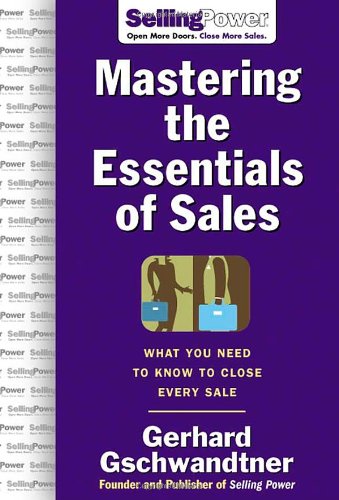 SellingPower®
Open More Doors. Close More Sales.
Mastering
the
Essentials
of Sales
WHAT YOU NEED
TO KNOW TO CLOSE
EVERY SALE
Gerhard
Gschwandtner
Founder and Publisher of Selling Power